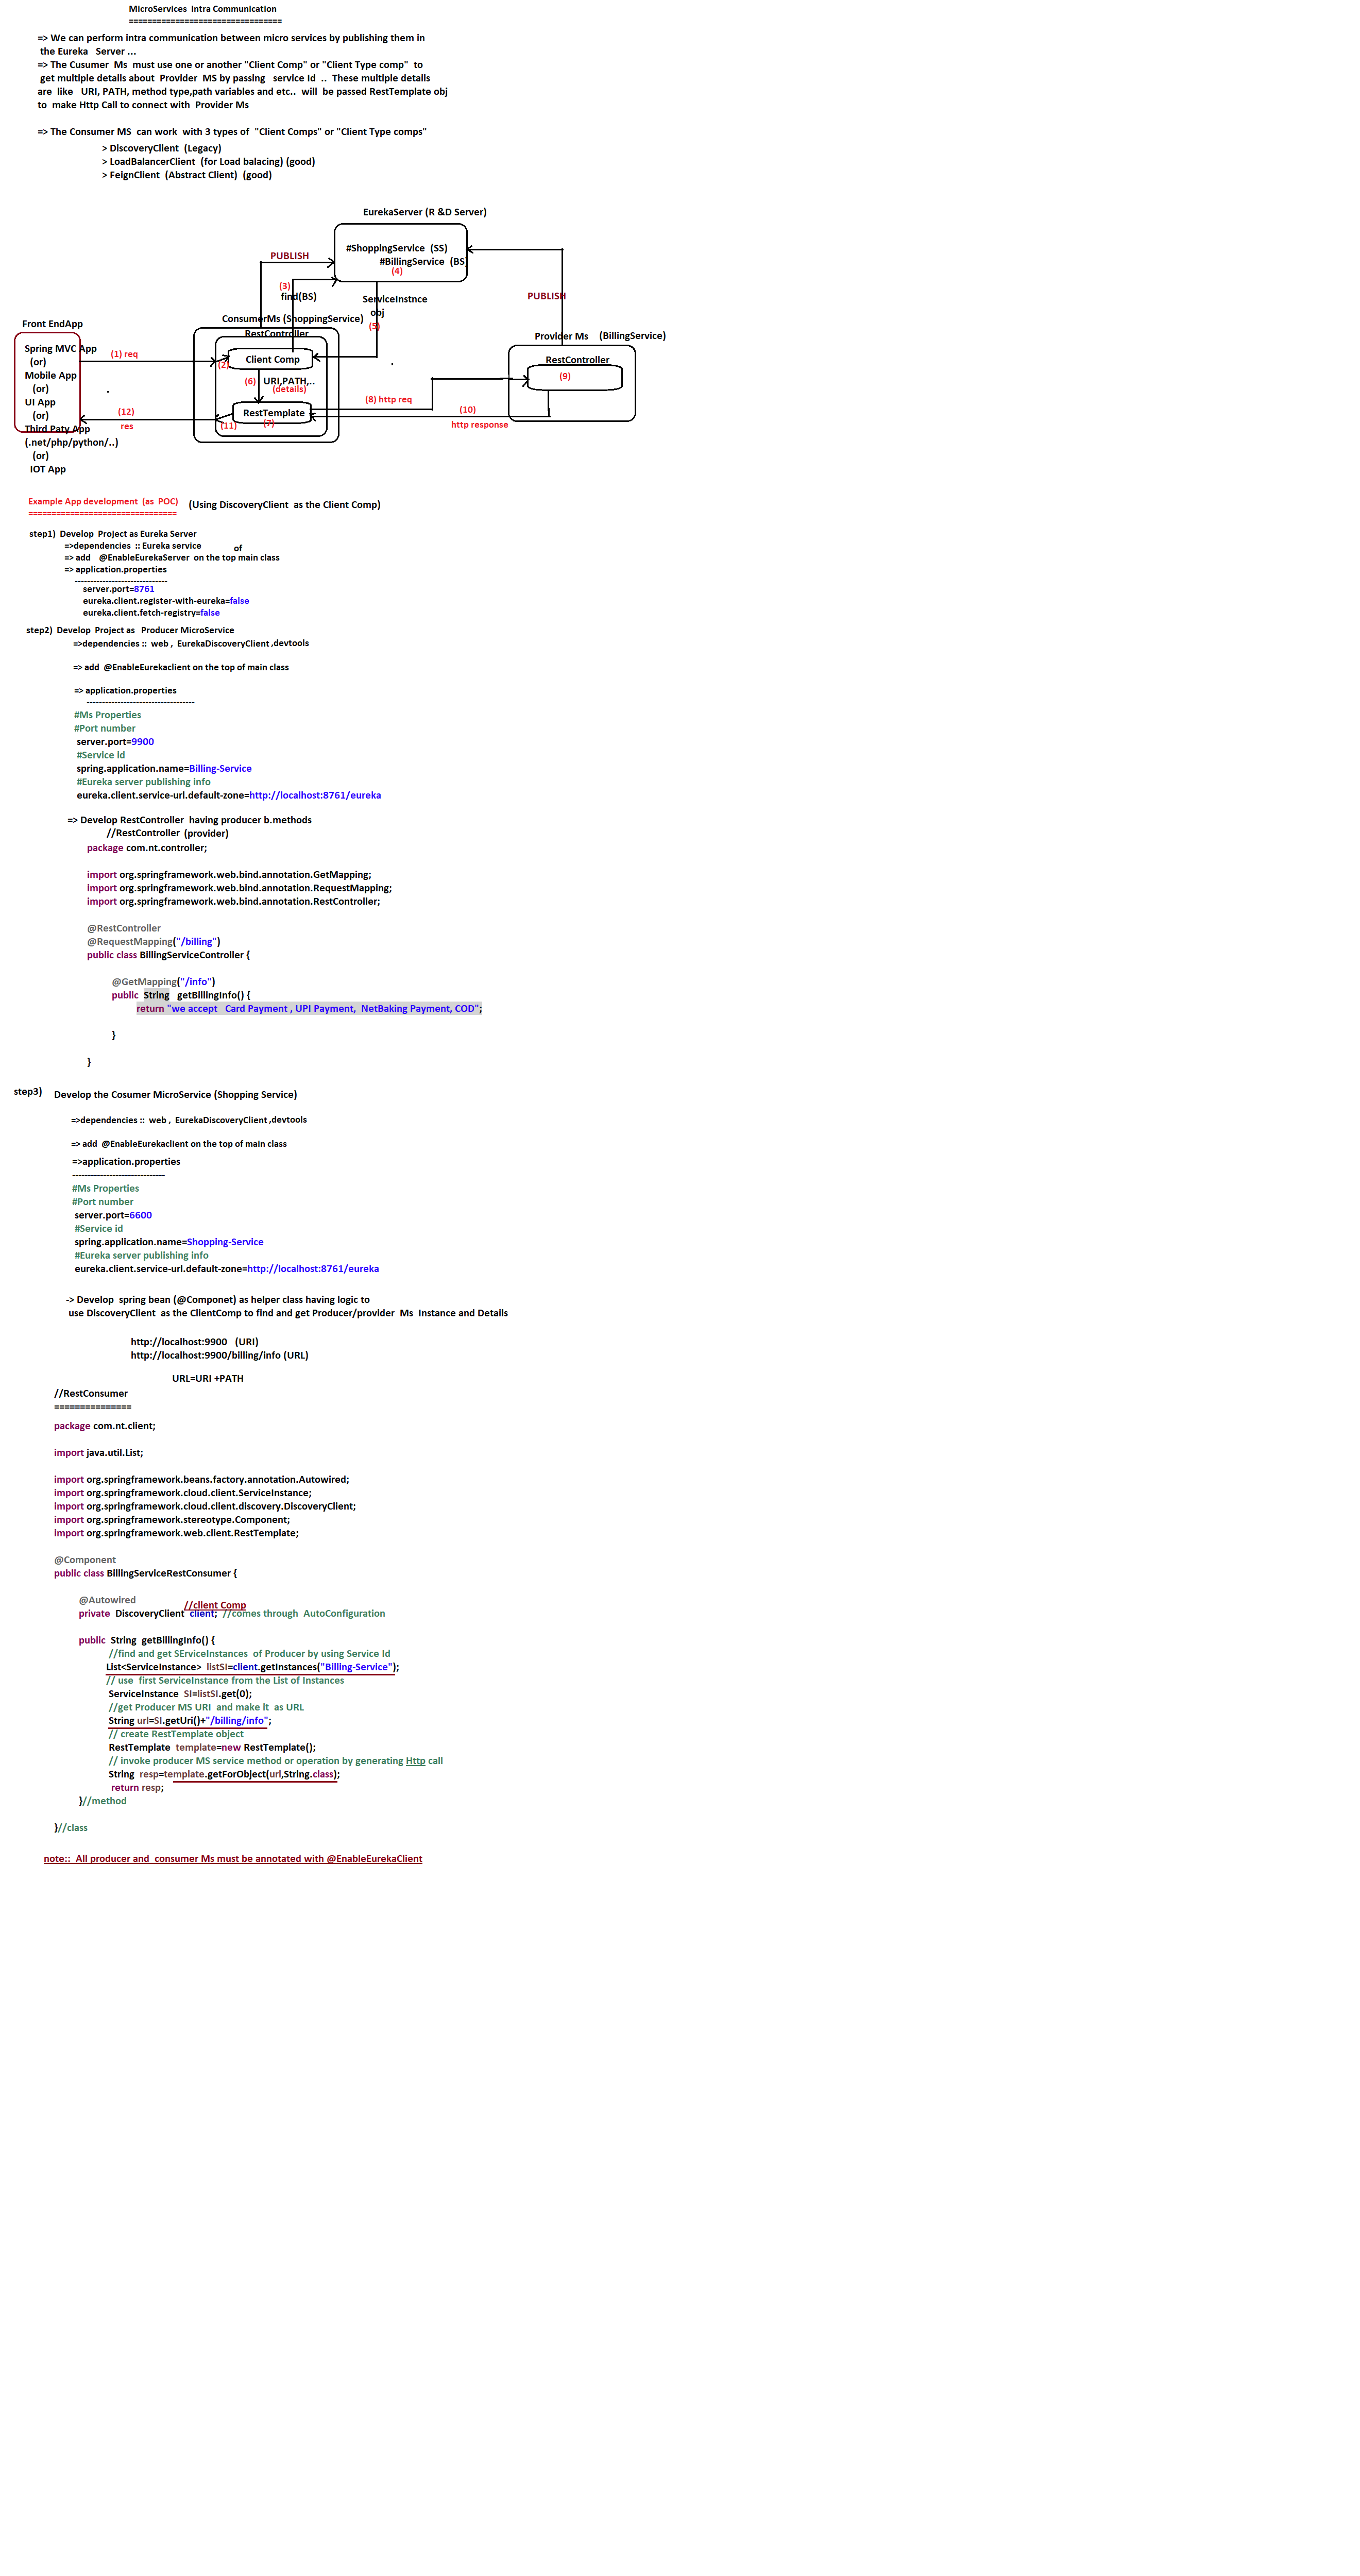 MicroServices  Intra Communication
=================================
=> We can perform intra communication between micro services by publishing them in
the Eureka   Server ...
=> The Cusumer  Ms  must use one or another "Client Comp" or "Client Type comp"  to
get multiple details about  Provider  MS by passing   service Id  ..  These multiple details
are  like   URI, PATH, method type,path variables and etc..  will be passed RestTemplate obj
to  make Http Call to connect with  Provider Ms
=> The Consumer MS  can work  with 3 types of  "Client Comps" or "Client Type comps"
> DiscoveryClient  (Legacy)
> LoadBalancerClient  (for Load balacing) (good)
> FeignClient  (Abstract Client)  (good)
EurekaServer (R &D Server)
#ShoppingService  (SS)
#BillingService  (BS)
(4)
PUBLISH
(3)
find(BS)
ServiceInstnce
obj
(5)
PUBLISH
ConsumerMs (ShoppingService)
RestController
Front EndApp
Spring MVC App
(or)
Mobile App
(or)
UI App
(or)
Third Paty App
(.net/php/python/..)
(or)
IOT App
(1) req
(2)
Client Comp
(6)
URI,PATH,..
(details)
RestTemplate
(7)
(11)
(12)
res
(8) http req
(10)
http response
Provider Ms    (BillingService)
RestController
(9)
Example App development  (as  POC)    (Using DiscoveryClient  as the Client Comp)
================================
step1)  Develop  Project as Eureka Server
=>dependencies  :: Eureka service
=> add    @EnableEurekaServer  on the top of main class
=> application.properties
------------------------------
server.port=8761
eureka.client.register-with-eureka=false
eureka.client.fetch-registry=false
step2)  Develop  Project as   Producer MicroService
=>dependencies ::  web ,  EurekaDiscoveryClient ,devtools
=> add  @EnableEurekaclient on the top of main class
=> application.properties
-----------------------------------
#Ms Properties
#Port number
server.port=9900
#Service id
spring.application.name=Billing-Service
#Eureka server publishing info
eureka.client.service-url.default-zone=http://localhost:8761/eureka
=> Develop RestController  having producer b.methods
//RestController (provider)
package com.nt.controller;
import org.springframework.web.bind.annotation.GetMapping;
import org.springframework.web.bind.annotation.RequestMapping;
import org.springframework.web.bind.annotation.RestController;
@RestController
@RequestMapping("/billing")
public class BillingServiceController {
@GetMapping("/info")
public  String   getBillingInfo() {
return "we accept   Card Payment , UPI Payment,  NetBaking Payment, COD";
}
}
step3)    Develop the Cosumer MicroService (Shopping Service)
=>dependencies ::  web ,  EurekaDiscoveryClient ,devtools
=> add  @EnableEurekaclient on the top of main class
=>application.properties
------------------------------
#Ms Properties
#Port number
server.port=6600
#Service id
spring.application.name=Shopping-Service
#Eureka server publishing info
eureka.client.service-url.default-zone=http://localhost:8761/eureka
-> Develop  spring bean (@Componet) as helper class having logic to
use DiscoveryClient  as the ClientComp to find and get Producer/provider  Ms  Instance and Details
http://localhost:9900   (URI)
http://localhost:9900/billing/info (URL)
URL=URI +PATH
//RestConsumer
===============
package com.nt.client;
import java.util.List;
import org.springframework.beans.factory.annotation.Autowired;
import org.springframework.cloud.client.ServiceInstance;
import org.springframework.cloud.client.discovery.DiscoveryClient;
import org.springframework.stereotype.Component;
import org.springframework.web.client.RestTemplate;
@Component
public class BillingServiceRestConsumer {
@Autowired
//client Comp
private  DiscoveryClient  client;  //comes through  AutoConfiguration
public  String  getBillingInfo() {
//find and get SErviceInstances  of Producer by using Service Id
List<ServiceInstance>  listSI=client.getInstances("Billing-Service");
// use  first ServiceInstance from the List of Instances
ServiceInstance  SI=listSI.get(0);
//get Producer MS URI  and make it  as URL
String url=SI.getUri()+"/billing/info";
// create RestTemplate object
RestTemplate  template=new RestTemplate();
// invoke producer MS service method or operation by generating Http call
String  resp=template.getForObject(url,String.class);
return resp;
}//method
}//class
note::  All producer and  consumer Ms must be annotated with @EnableEurekaClient